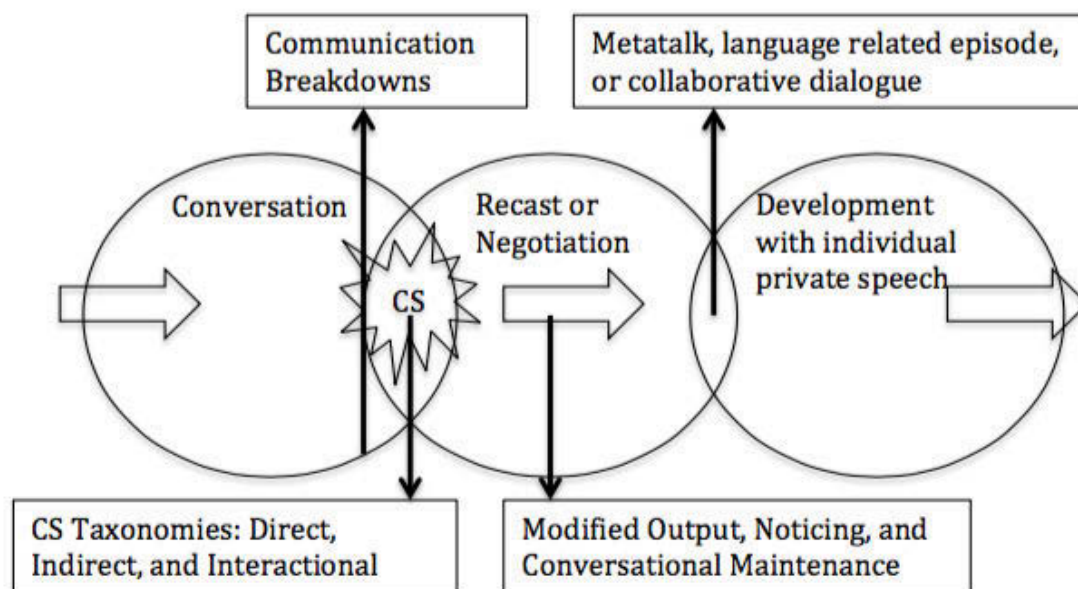 Communication
Breakdowns
Metatalk, language related episode,
or collaborative dialogue
Conversation
Recast or
Negotiation
Development
with individual
private speech
CS
CS Taxonomies: Direct,
Indirect, and Interactional
Modified Output, Noticing, and
Conversational Maintenance